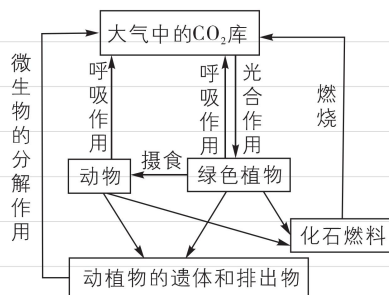 大气中的CO₂库
微生物的分解作用
呼吸作用
呼吸作用
光合作用
燃烧
摄食
动物
绿色植物
化石燃料
动植物的遗体和排出物